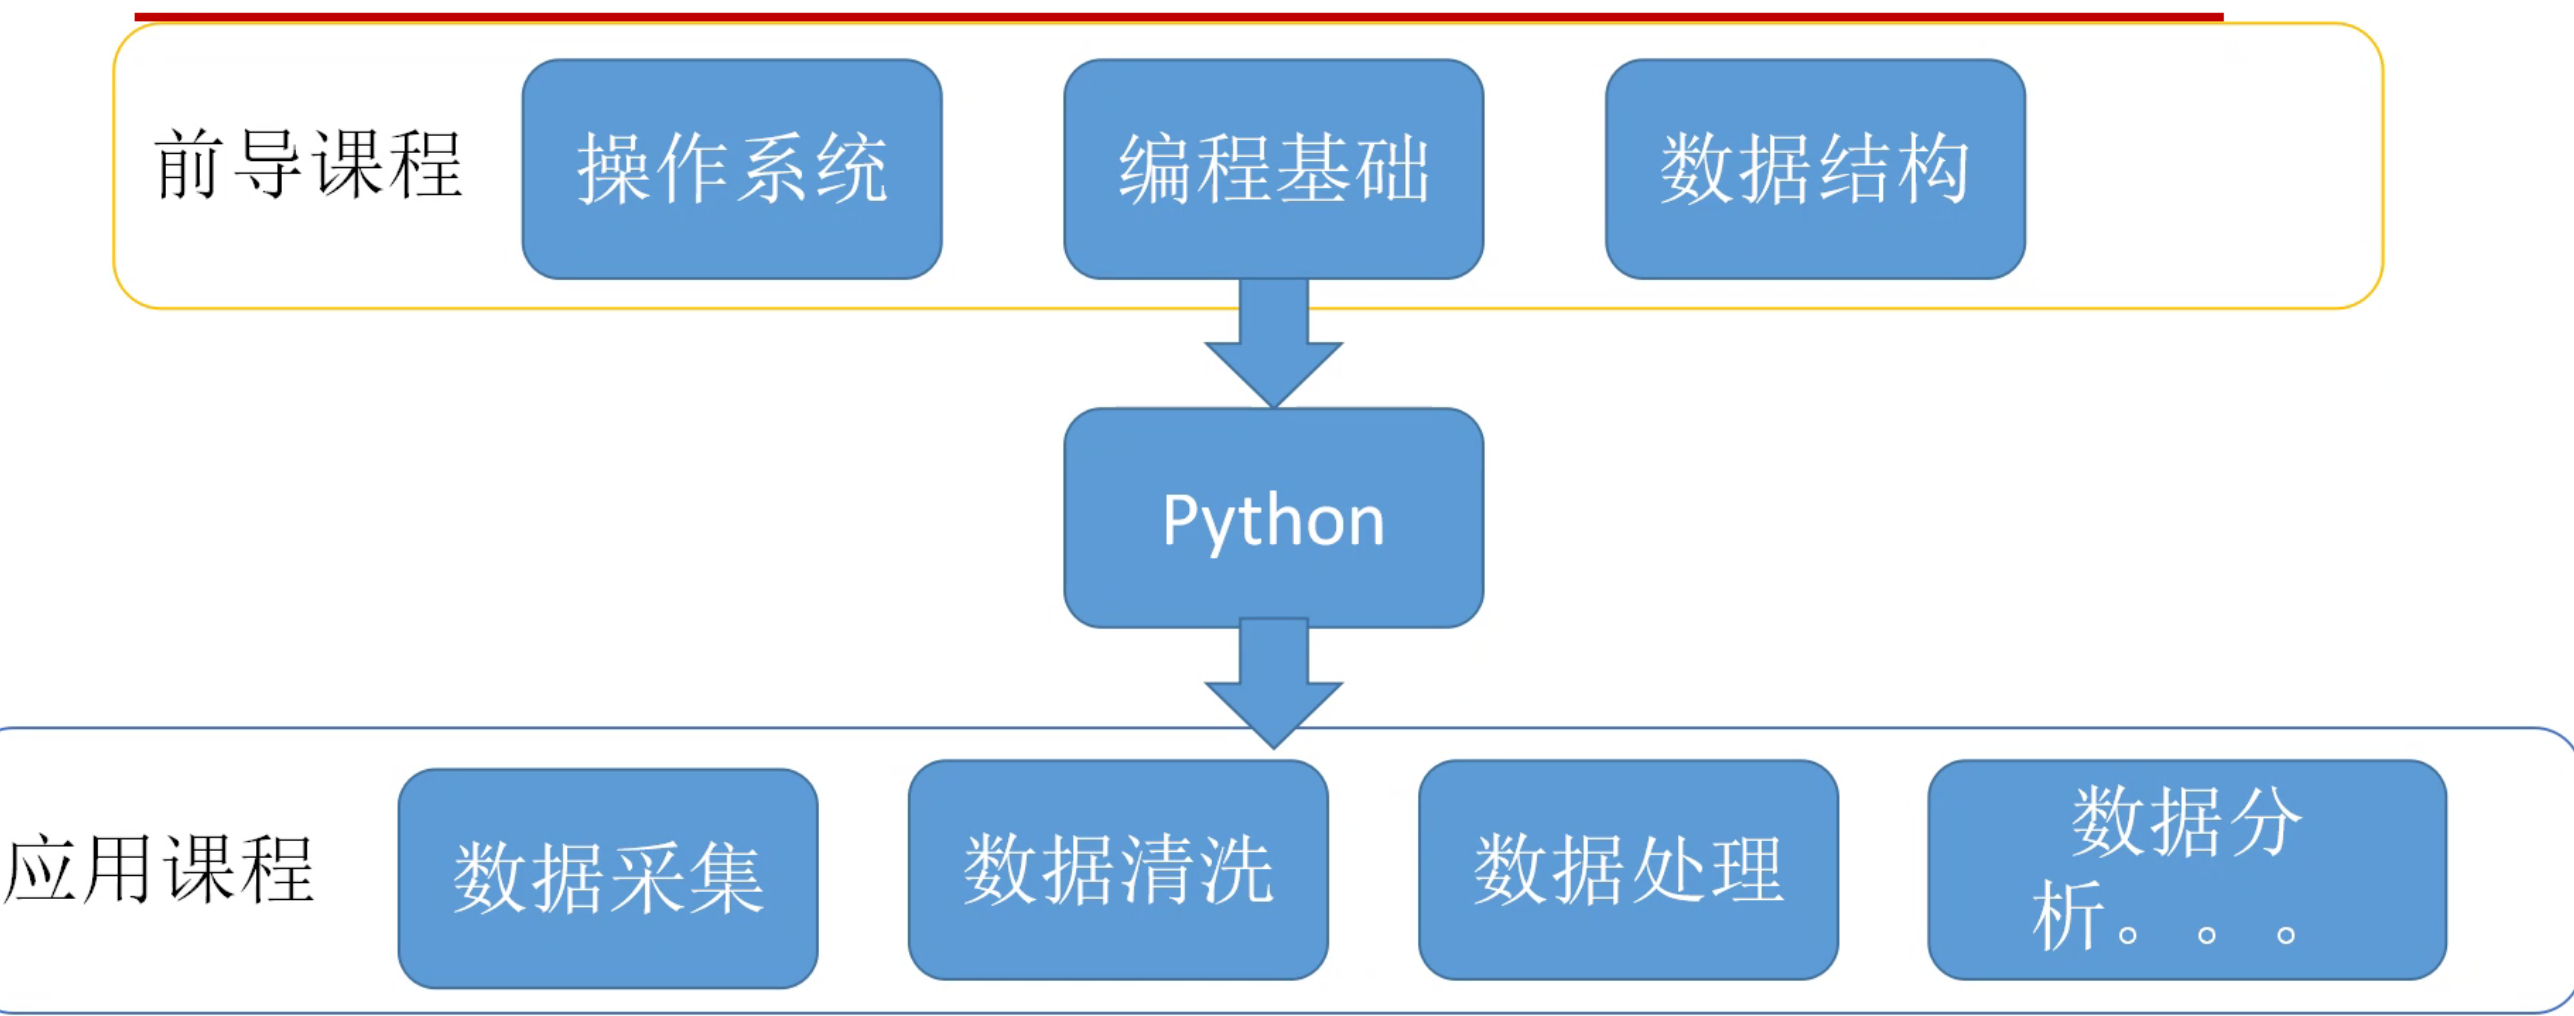 前导课程
操作系统
编程基础
数据结构
Python
应用课程
数据采集
数据清洗
数据处理
数据分
析。。。